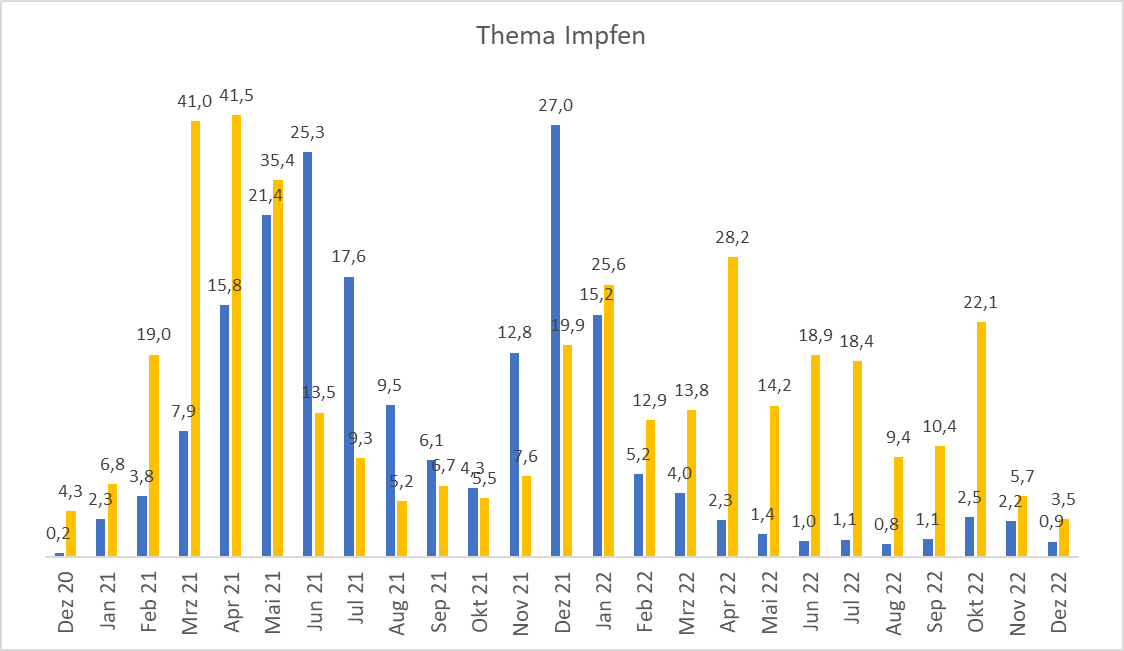 Thema Impfen
0,2
4,3
2,3
6,8
3,8
19,0
7,9
41,0
15,8
41,5
21,4
35,4
25,3
13,5
17,6
9,3
9,5
5,2
6,1
6,7
4,3
5,5
12,8
7,6
27,0
19,9
15,2
25,6
5,2
12,9
4,0
13,8
2,3
28,2
1,4
14,2
1,0
18,9
1,1
18,4
0,8
9,4
1,1
10,4
2,5
22,1
2,2
5,7
0,9
3,5
Dez 20
Jan 21
Feb 21
Mrz 21
Apr 21
Mai 21
Jun 21
Jul 21
Aug 21
Sep 21
Okt 21
Nov 21
Dez 21
Jan 22
Feb 22
Mrz 22
Apr 22
Mai 22
Jun 22
Jul 22
Aug 22
Sep 22
Okt 22
Nov 22
Dez 22